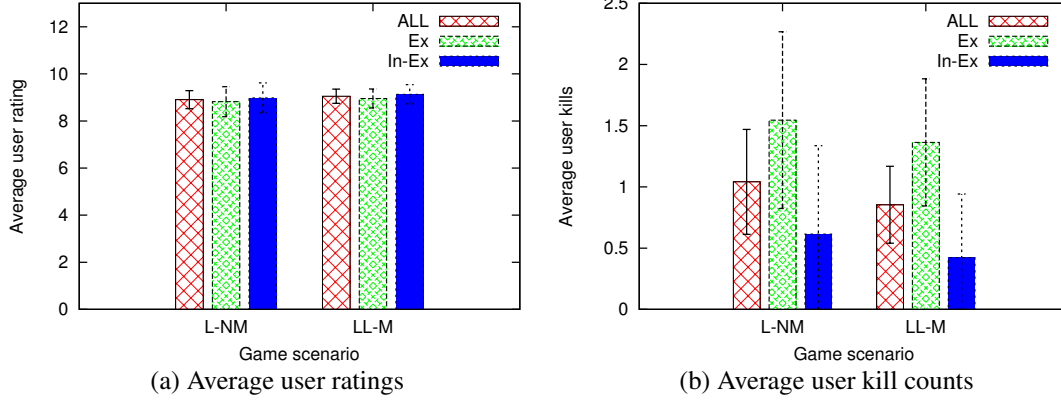 12
10
8
6
4
2
0
Average user rating
ALL
Ex
In-Ex
L-NM
LL-M
Game scenario
(a) Average user ratings
2.5
2
1.5
1
0.5
0
Average user kills
ALL
Ex
In-Ex
L-NM
LL-M
Game scenario
(b) Average user kill counts